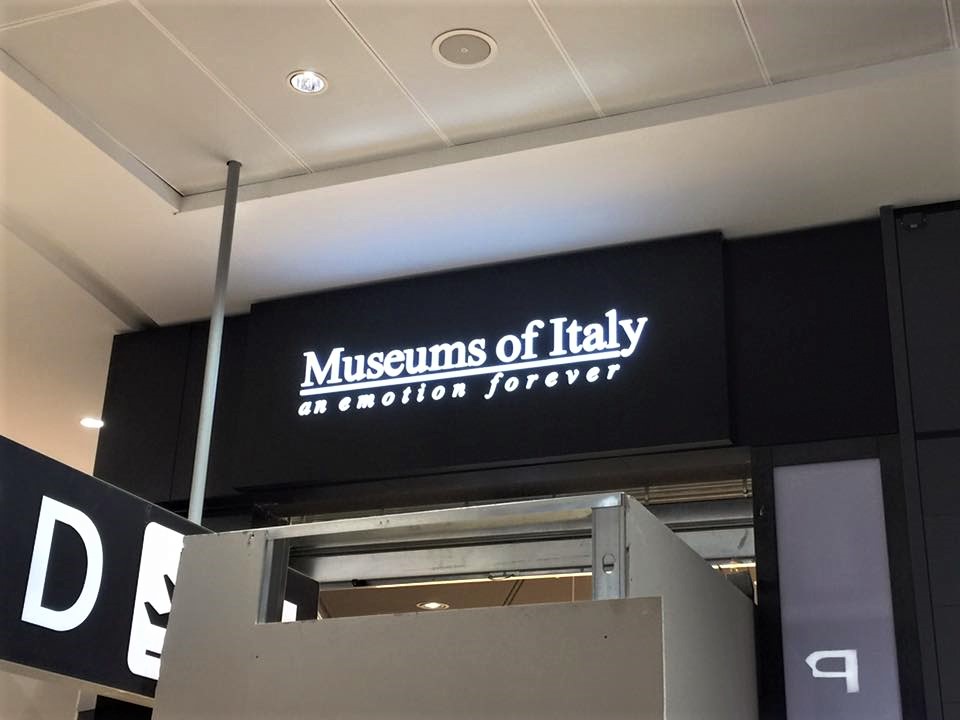 Museums of Italy
an emotion forever
D